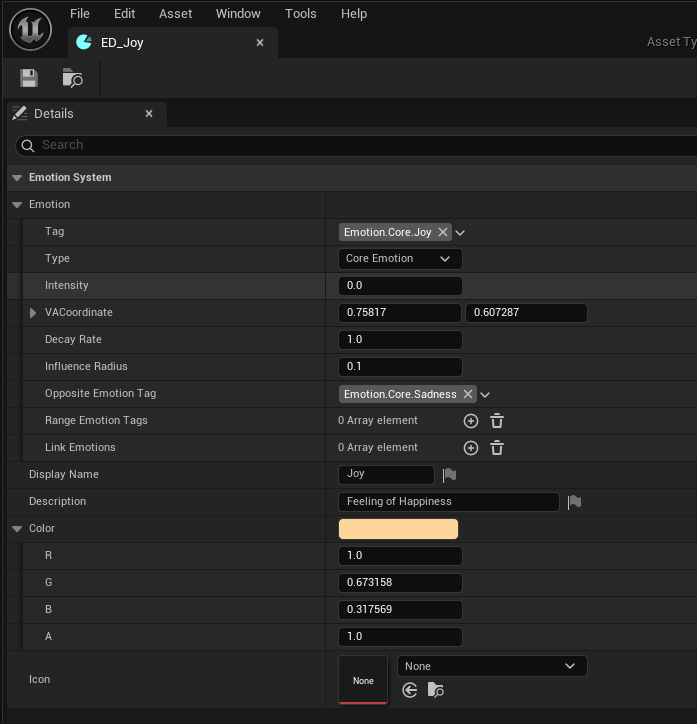 File Edit Asset Window Tools Help
ED_Joy
Asset Ty
Details
Search
Emotion System
Emotion
Tag Emotion.Core.Joy
Type Core Emotion
Intensity 0.0
VACoordinate 0.75817 0.607287
Decay Rate 1.0
Influence Radius 0.1
Opposite Emotion Tag Emotion.Core.Sadness
Range Emotion Tags 0 Array element
Link Emotions 0 Array element
Display Name Joy
Description Feeling of Happiness
Color
R 1.0
G 0.673158
B 0.317569
A 1.0
Icon None None